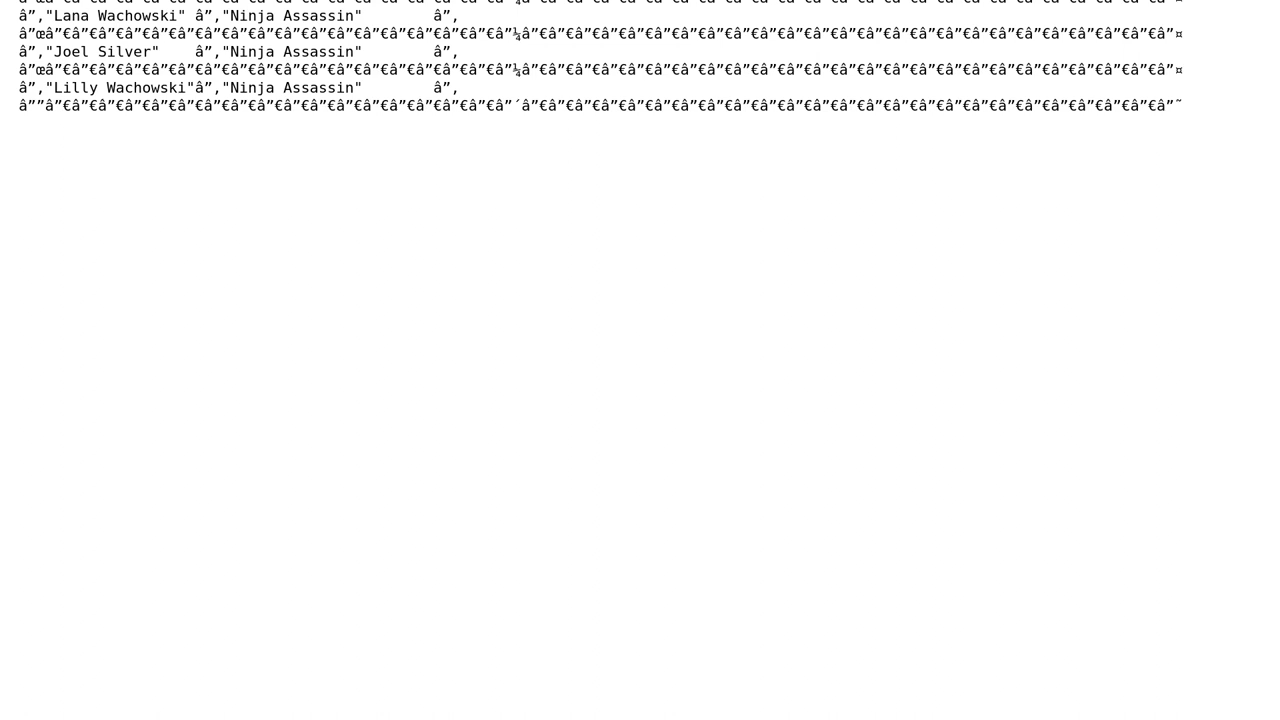 â”‚"Lana Wachowski" â”‚"Ninja Assassin"        â”‚
â”œâ”€â”€â”€â”€â”€â”€â”€â”€â”€â”€â”€â”€â”€â”€â”€â”€â”€â”¼â”€â”€â”€â”€â”€â”€â”€â”€â”€â”€â”€â”€â”€â”€â”€â”€â”€â”€â”€â”€â”€â”€â”€â”€â”¤
â”‚"Joel Silver"    â”‚"Ninja Assassin"        â”‚
â”œâ”€â”€â”€â”€â”€â”€â”€â”€â”€â”€â”€â”€â”€â”€â”€â”€â”€â”¼â”€â”€â”€â”€â”€â”€â”€â”€â”€â”€â”€â”€â”€â”€â”€â”€â”€â”€â”€â”€â”€â”€â”€â”€â”¤
â”‚"Lilly Wachowski"â”‚"Ninja Assassin"        â”‚
â””â”€â”€â”€â”€â”€â”€â”€â”€â”€â”€â”€â”€â”€â”€â”€â”€â”€â”´â”€â”€â”€â”€â”€â”€â”€â”€â”€â”€â”€â”€â”€â”€â”€â”€â”€â”€â”€â”€â”€â”€â”€â”€â”˜